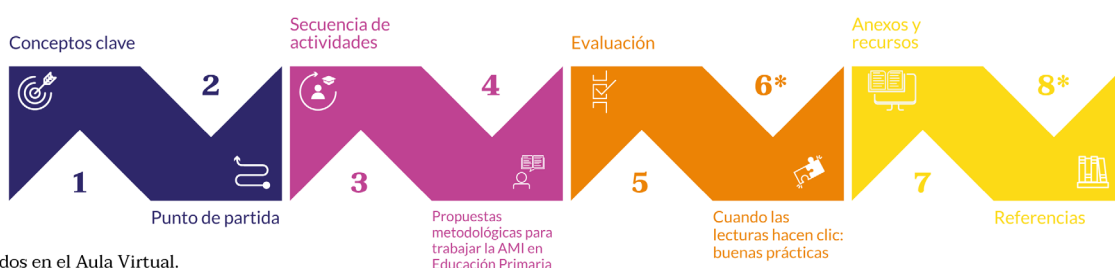 Conceptos clave
1
2
Punto de partida
Secuencia de
actividades
3
4
Propuestas
metodológicas para
trabajar la AMI en
Educación Primaria
Evaluación
5
6*
Cuando las
lecturas hacen clic:
buenas prácticas
Anexos y
recursos
7
8*
Referencias
dos en el Aula Virtual.